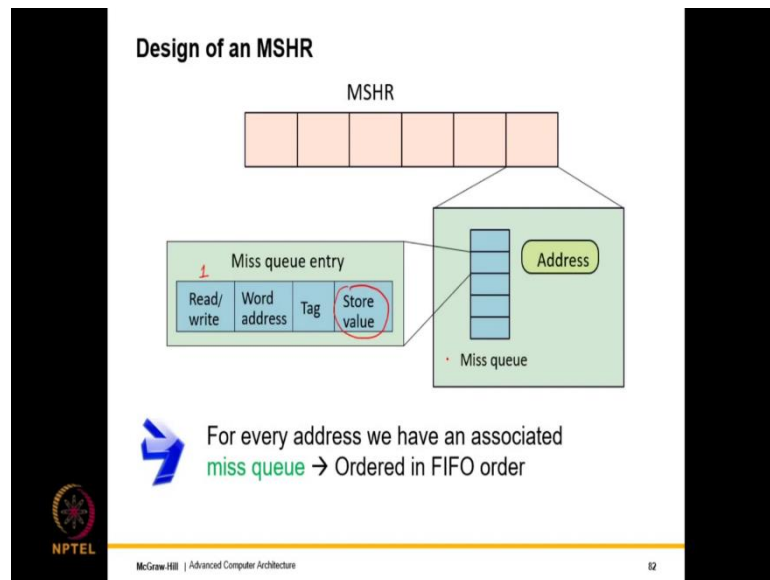 Design of an MSHR
MSHR
Miss queue entry
1
Read/ write
Word address
Tag
Store value
Address
Miss queue
For every address we have an associated
miss queue → Ordered in FIFO order
NPTEL
McGraw-Hill | Advanced Computer Architecture
82